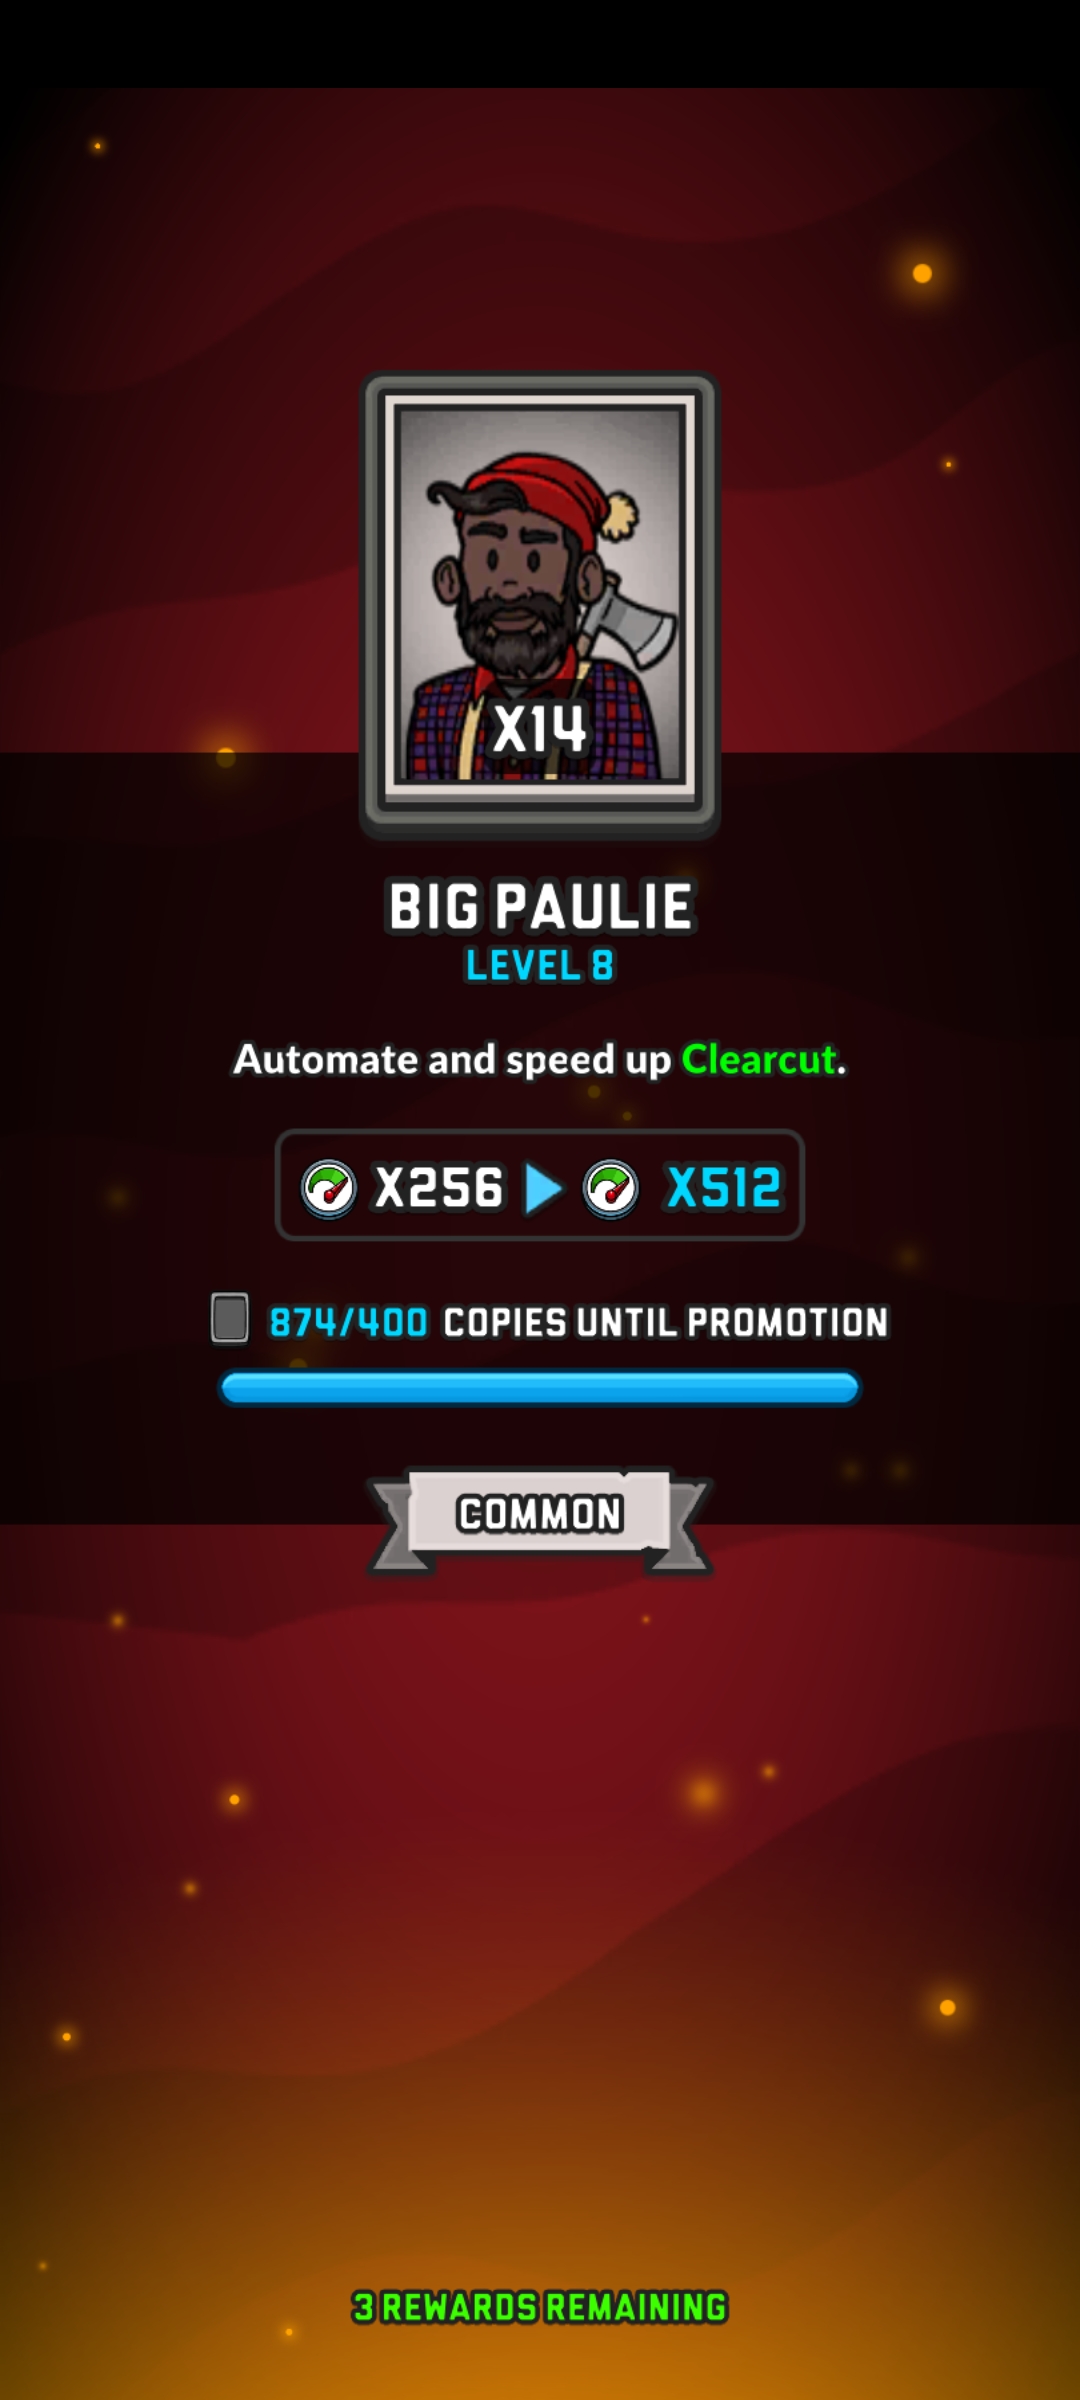 X14
BIG PAULIE
LEVEL 8
Automate and speed up Clearcut.
X256 X512
874/400 COPIES UNTIL PROMOTION
COMMON
3 REWARDS REMAINING